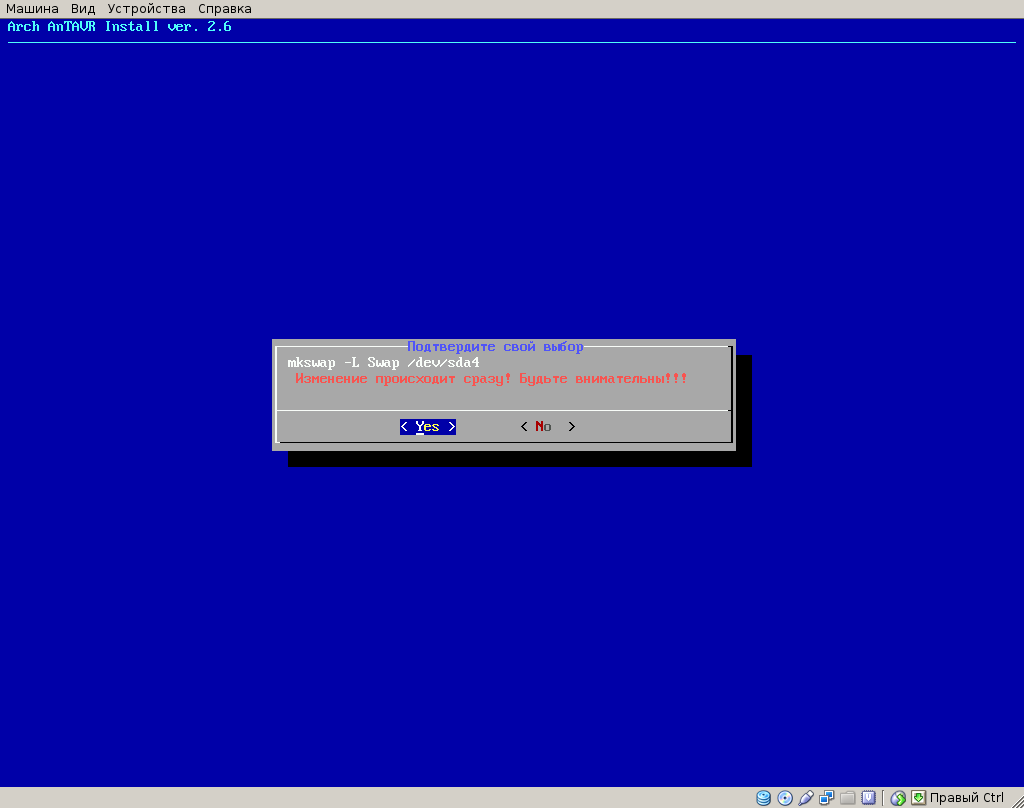 Машина Вид Устройства Справка
Arch AnTAVR Install ver. 2.6
Подтвердите свой выбор
mkswap -L Swap /dev/sda4
Изменение происходит сразу! Будьте внимательны!!!
< Yes > < No >
Правый Ctrl